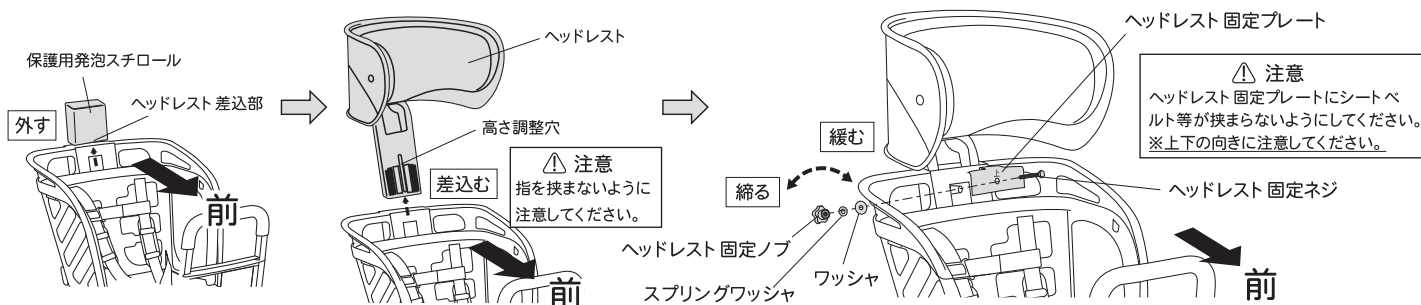 保護用発泡スチロール
ヘッドレスト差込部
外す
前
ヘッドレスト
高さ調整穴
差込む
⚠ 注意
指を挟まないように
注意してください。
前
ヘッドレスト固定プレート
⚠ 注意
ヘッドレスト固定プレートにシートベ
ルト等が挟まらないようにしてください。
※上下の向きに注意してください。
緩む
締る
上
ヘッドレスト固定ネジ
ヘッドレスト固定ノブ
ワッシャ
スプリングワッシャ
前